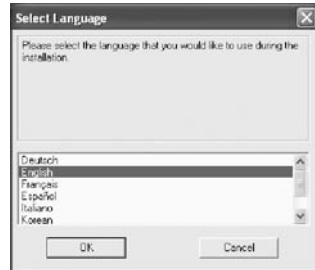 Select Language
Please select the language that you would like to use during the
installation.
Deutsch
English
Français
Español
Italiano
Korean
OK
Cancel